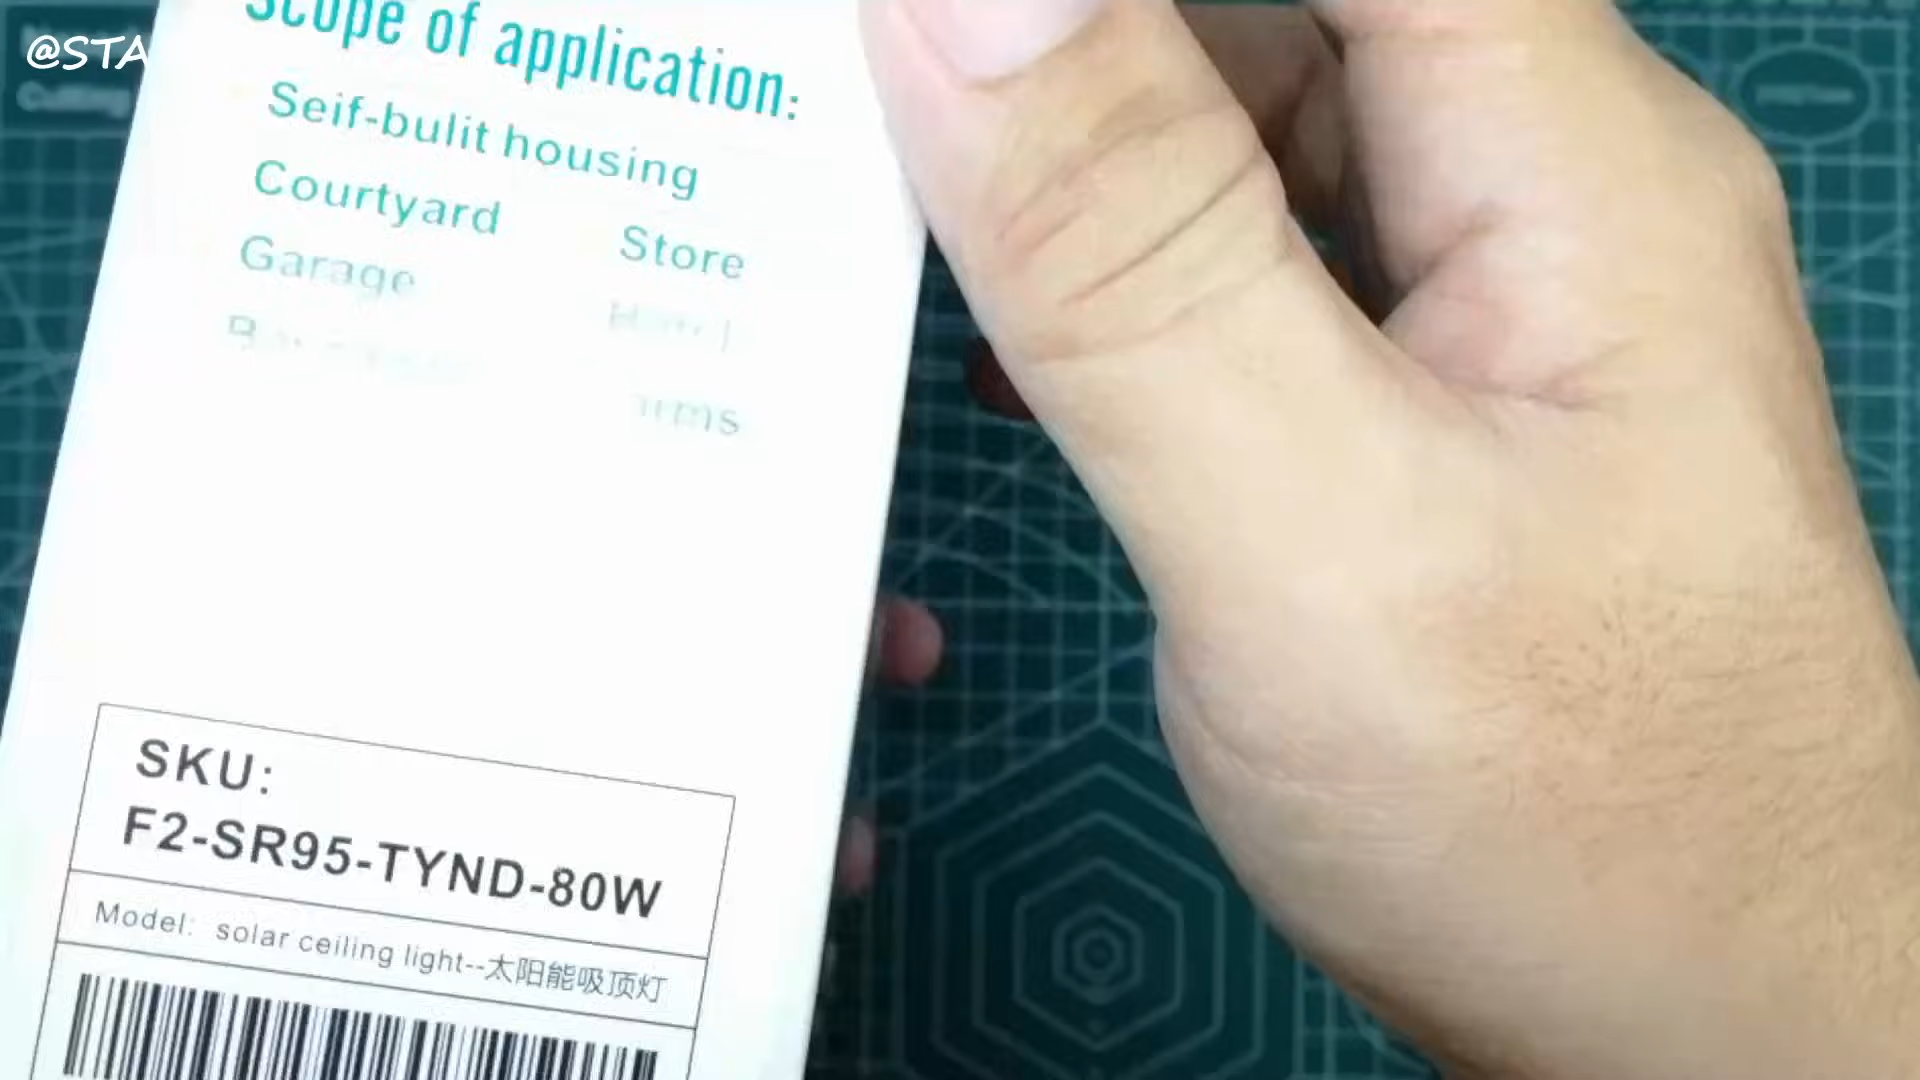 @STA
Scope of application:
Seif-bulit housing
Courtyard
Store
Garage
SKU:
F2-SR95-TYND-80W
Model: solar ceiling light--太阳能吸顶灯